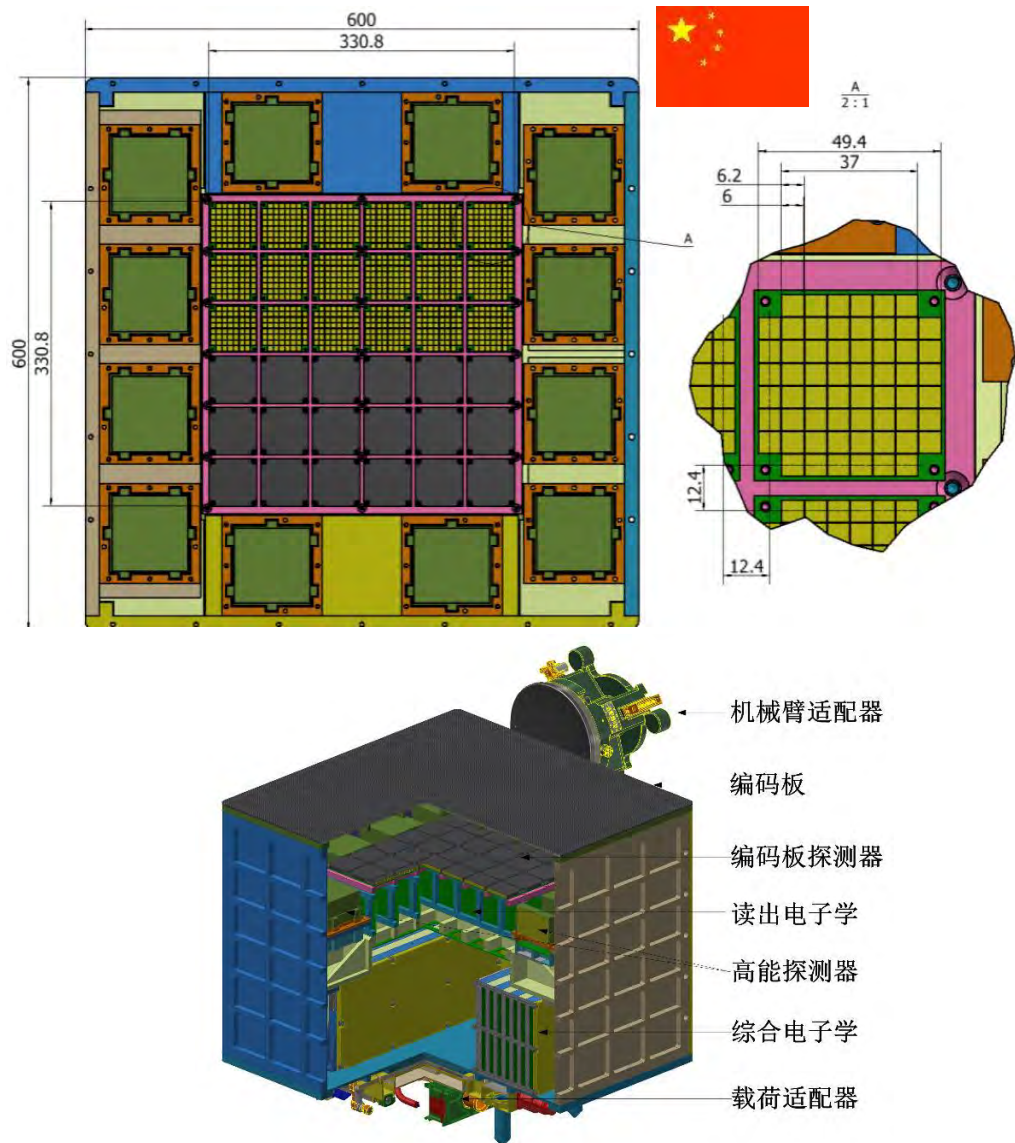 600
330.8
600
330.8
A
A
2 : 1
49.4
37
6.2
6
12.4
12.4
机械臂适配器
编码板
编码板探测器
读出电子学
高能探测器
综合电子学
载荷适配器